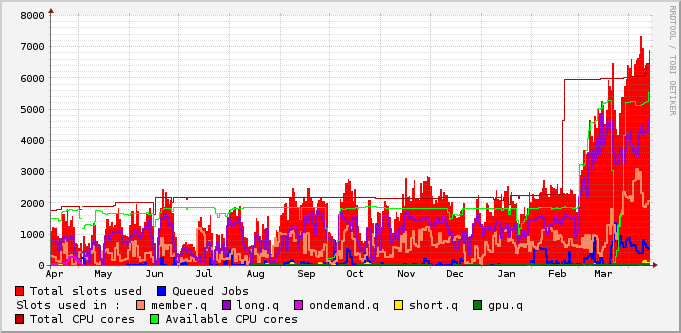 8000
7000
6000
5000
4000
3000
2000
1000
0
Apr May Jun Jul Aug Sep Oct Nov Dec Jan Feb Mar
RRDTOOL / TOBI OETIKER
Total slots used Queued Jobs
Slots used in : member.q long.q ondemand.q short.q gpu.q
Total CPU cores Available CPU cores